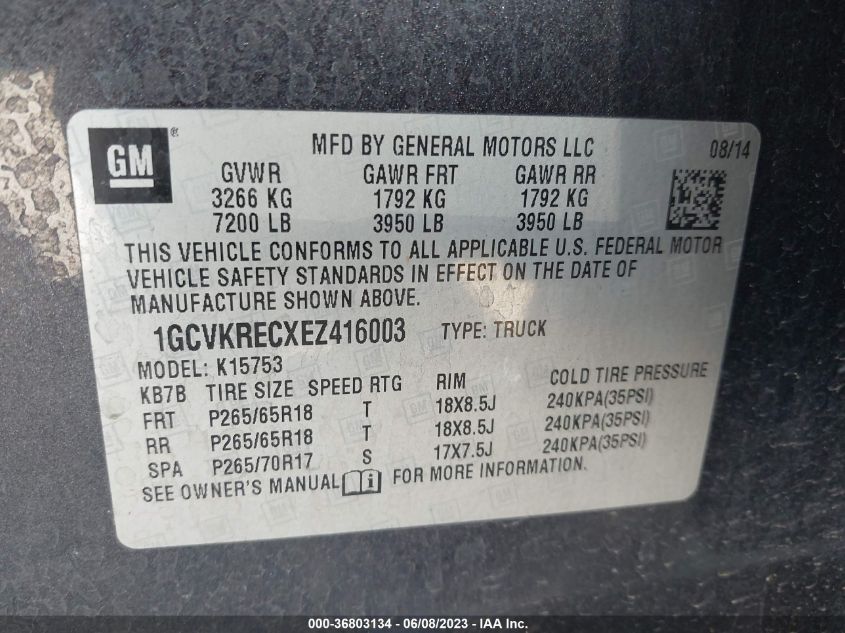 GM ®
MFD BY GENERAL MOTORS LLC 08/14
GVWR GAWR FRT GAWR RR
3266 KG 1792 KG 1792 KG
7200 LB 3950 LB 3950 LB
THIS VEHICLE CONFORMS TO ALL APPLICABLE U.S. FEDERAL MOTOR
VEHICLE SAFETY STANDARDS IN EFFECT ON THE DATE OF
MANUFACTURE SHOWN ABOVE.
1GCVKRECXEZ416003 TYPE: TRUCK
MODEL: K15753
KB7B TIRE SIZE SPEED RTG RIM COLD TIRE PRESSURE
FRT P265/65R18 T 18X8.5J 240KPA(35PSI)
RR P265/65R18 T 18X8.5J 240KPA(35PSI)
SPA P265/70R17 S 17X7.5J 240KPA(35PSI)
SEE OWNER'S MANUAL i FOR MORE INFORMATION.
000-36803134 - 06/08/2023 - IAA Inc.